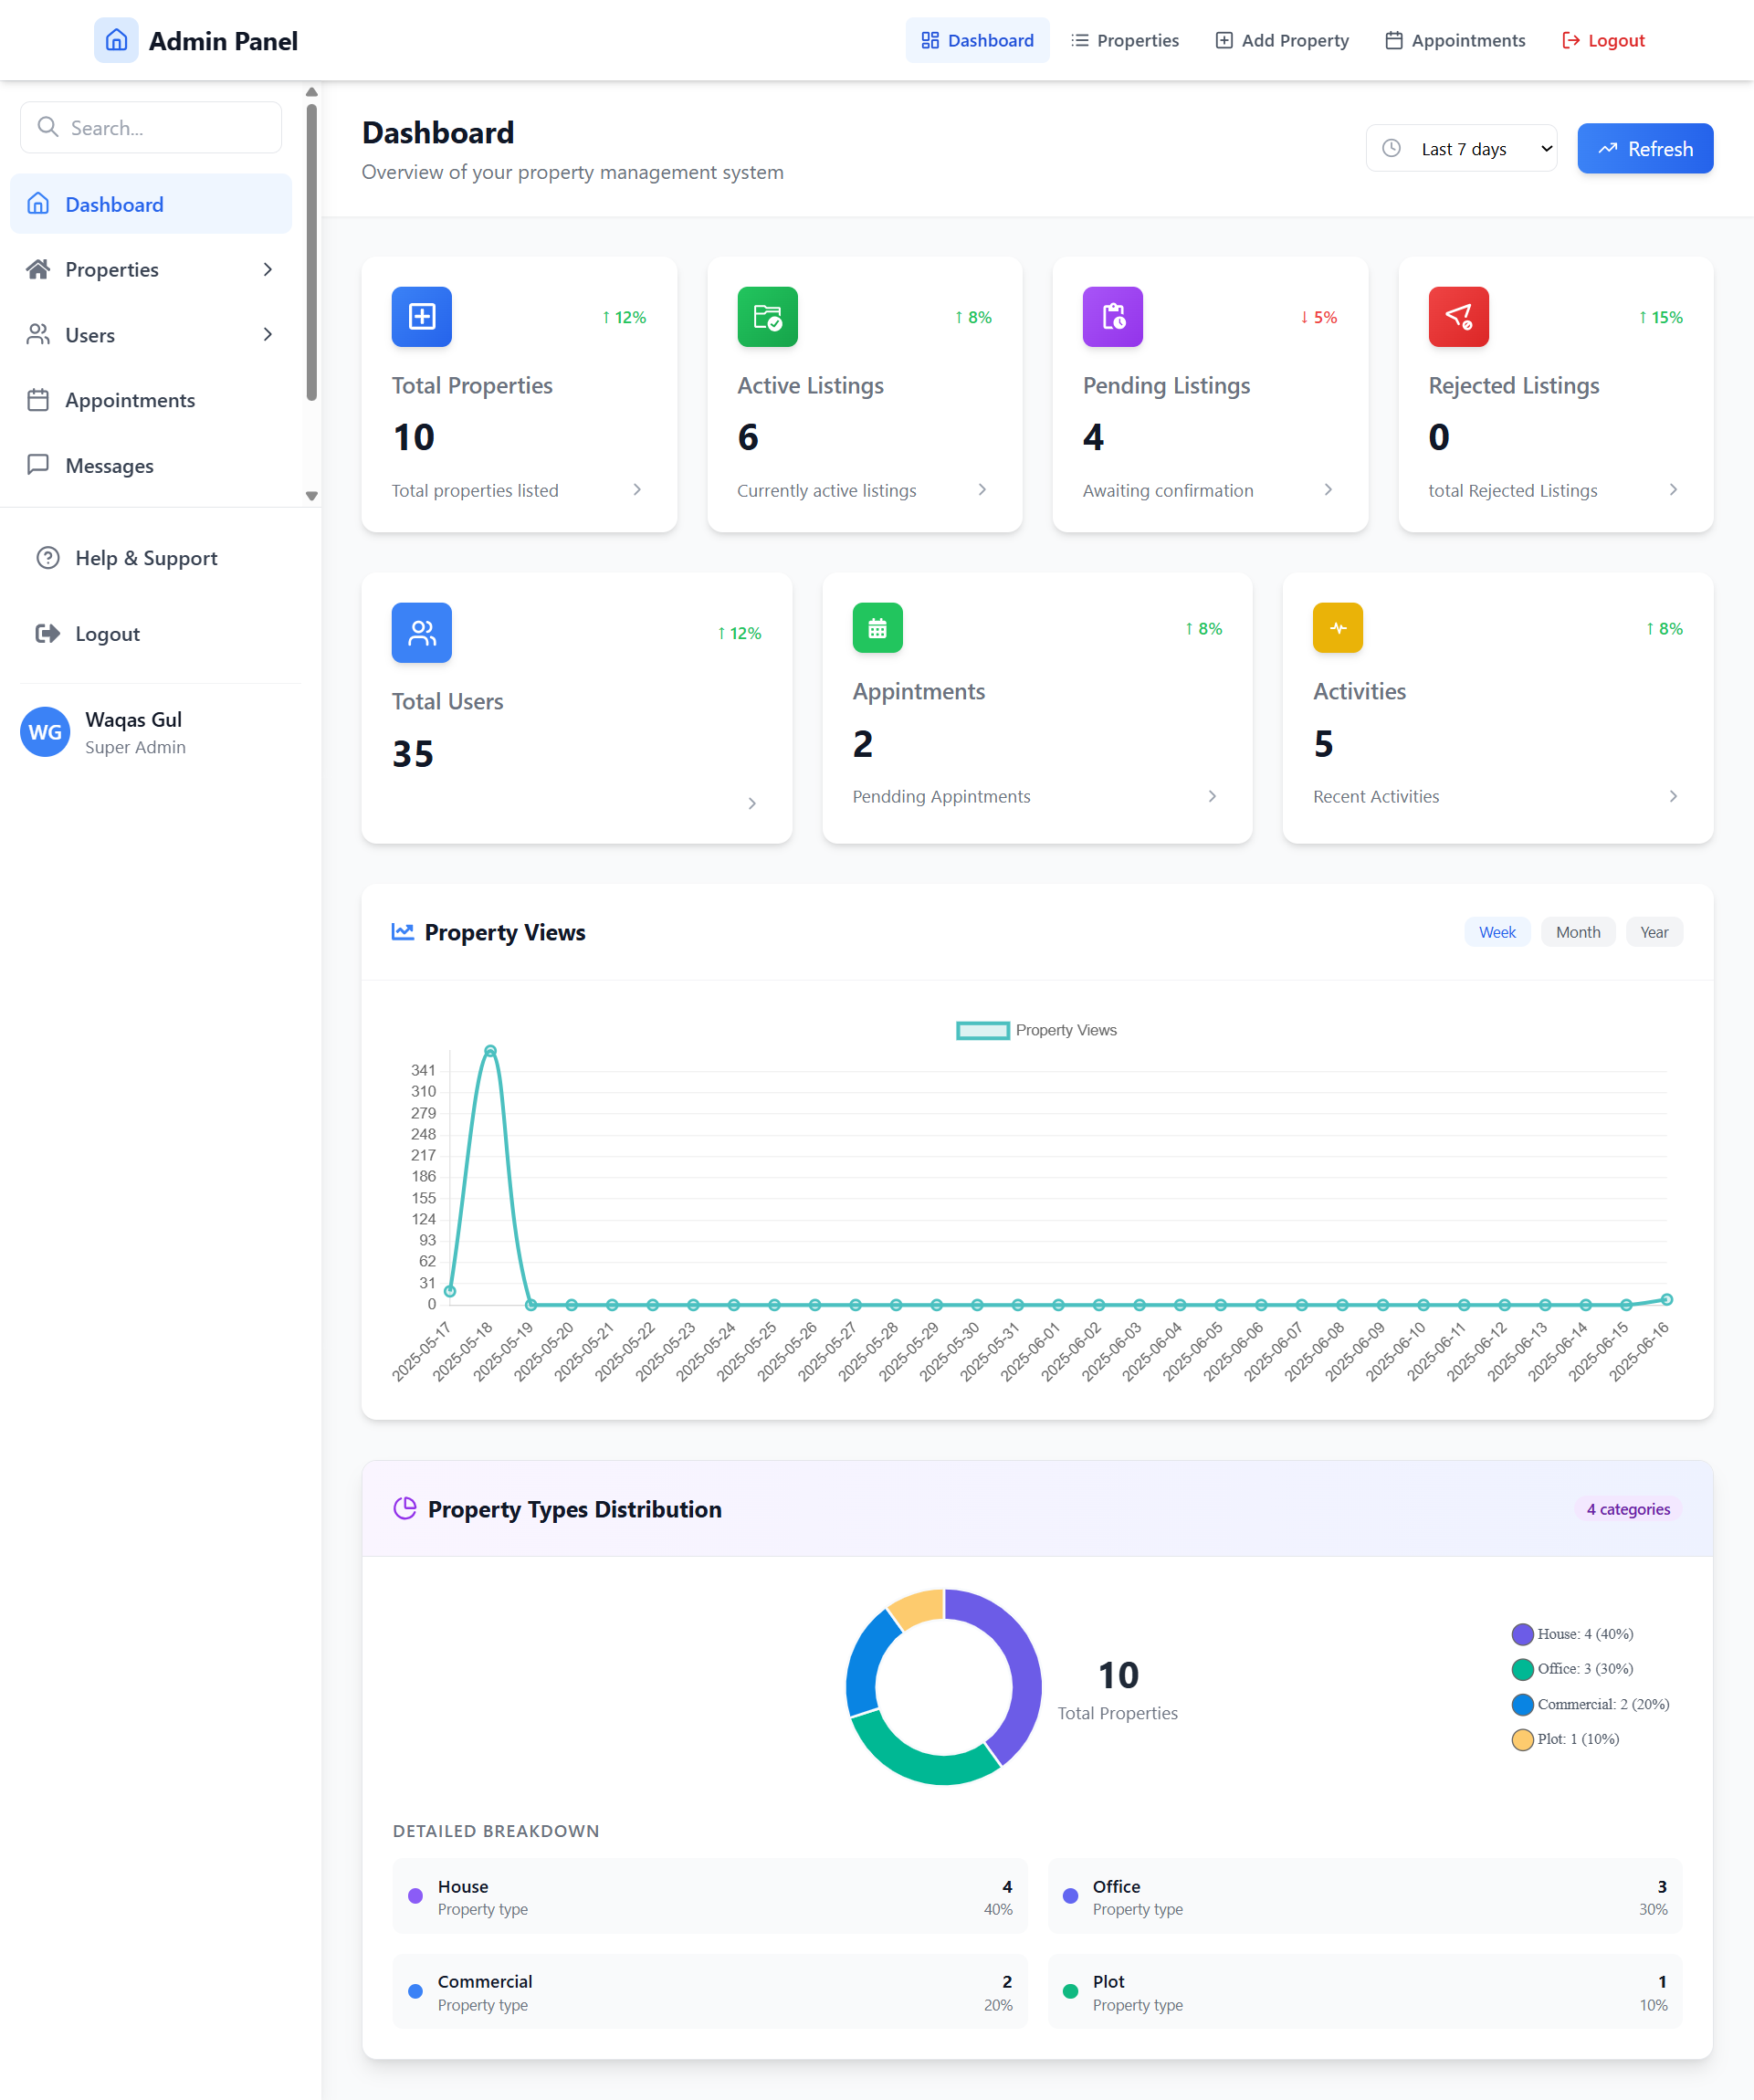 Admin Panel
Dashboard
Properties
Add Property
Appointments
Logout
Search...
Dashboard
Properties
Users
Appointments
Messages
Help & Support
Logout
WG
Waqas Gul
Super Admin
Dashboard
Overview of your property management system
Last 7 days
Refresh
↑ 12%
Total Properties
10
Total properties listed
↑ 8%
Active Listings
6
Currently active listings
↓ 5%
Pending Listings
4
Awaiting confirmation
↑ 15%
Rejected Listings
0
total Rejected Listings
↑ 12%
Total Users
35
↑ 8%
Appintments
2
Pendding Appintments
↑ 8%
Activities
5
Recent Activities
Property Views
Week
Month
Year
Property Views
341
310
279
248
217
186
155
124
93
62
31
0
2025-05-17
2025-05-18
2025-05-19
2025-05-20
2025-05-21
2025-05-22
2025-05-23
2025-05-24
2025-05-25
2025-05-26
2025-05-27
2025-05-28
2025-05-29
2025-05-30
2025-05-31
2025-06-01
2025-06-02
2025-06-03
2025-06-04
2025-06-05
2025-06-06
2025-06-07
2025-06-08
2025-06-09
2025-06-10
2025-06-11
2025-06-12
2025-06-13
2025-06-14
2025-06-15
2025-06-16
Property Types Distribution
4 categories
10
Total Properties
House: 4 (40%)
Office: 3 (30%)
Commercial: 2 (20%)
Plot: 1 (10%)
DETAILED BREAKDOWN
House
Property type
4
40%
Office
Property type
3
30%
Commercial
Property type
2
20%
Plot
Property type
1
10%